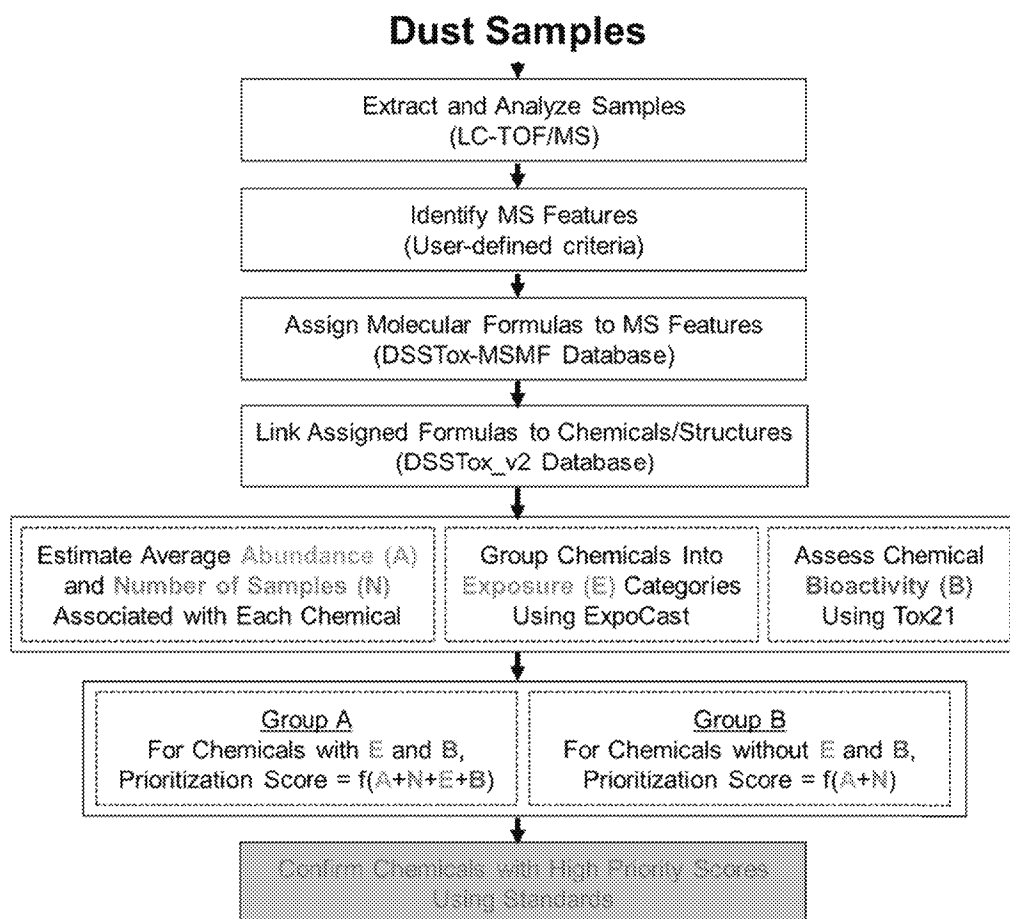 Dust Samples
Extract and Analyze Samples
(LC-TOF/MS)
Identify MS Features
(User-defined criteria)
Assign Molecular Formulas to MS Features
(DSSTox-MSMF Database)
Link Assigned Formulas to Chemicals/Structures
(DSSTox_v2 Database)
Estimate Average Abundance (A)
and Number of Samples (N)
Associated with Each Chemical
Group Chemicals Into
Exposure (E) Categories
Using ExpoCast
Assess Chemical
Bioactivity (B)
Using Tox21
Group A
For Chemicals with E and B,
Prioritization Score = f(A+N+E+B)
Group B
For Chemicals without E and B,
Prioritization Score = f(A+N)
Confirm Chemicals with High Priority Scores
Using Standards